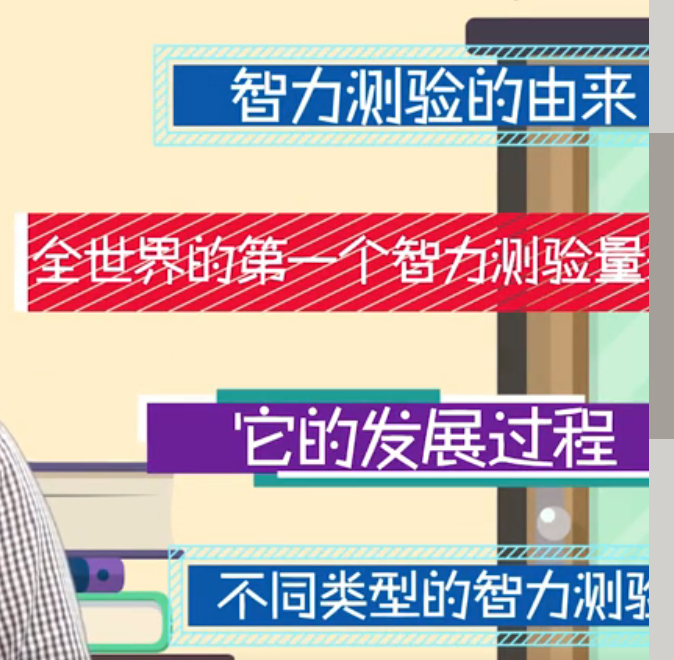 智力测验的由来
全世界的第一个智力测验量
它的发展过程
不同类型的智力测验